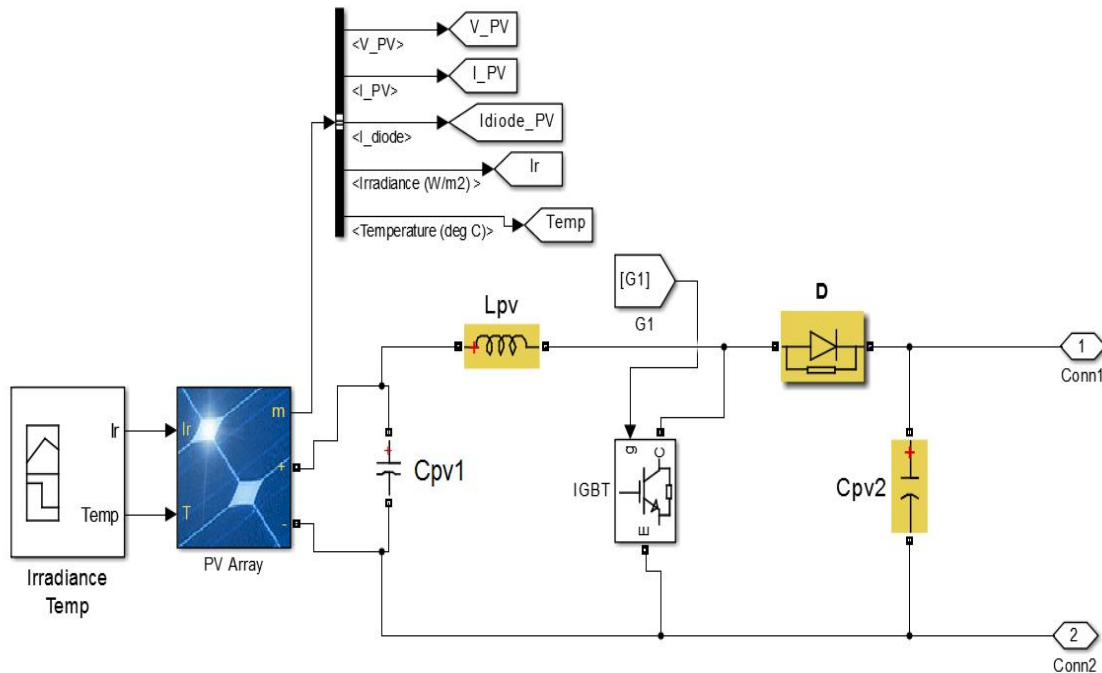 V_PV
<V_PV>
I_PV
<I_PV>
Idiode_PV
<I_diode>
Ir
<Irradiance (W/m2) >
Temp
<Temperature (deg C)>
[G1]
G1
Lpv
D
1
Conn1
Ir
Temp
Irradiance
Temp
Ir
T
m
+
-
PV Array
+
Cpv1
+
g
C
E
IGBT
+
Cpv2
2
Conn2